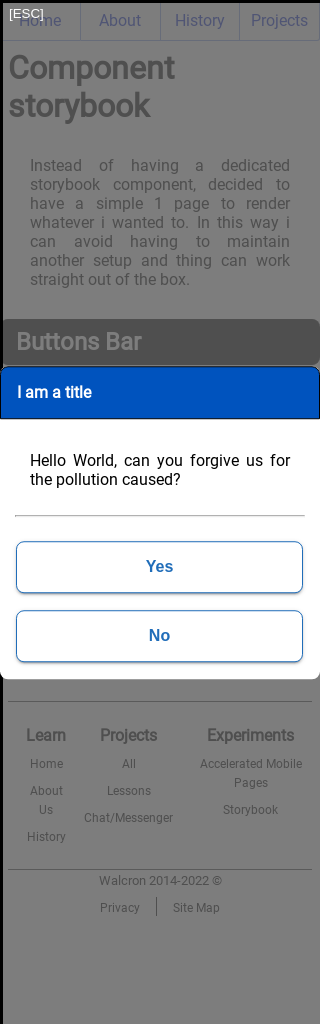 [ESC]
Home About History Projects
Component
storybook
Instead of having a dedicated
storybook component, decided to
have a simple 1 page to render
whatever i wanted to. In this way i
can avoid having to maintain
another setup and thing can work
straight out of the box.
Buttons Bar
I am a title
Hello World, can you forgive us for
the pollution caused?
Yes
No
Learn Projects Experiments
Home All Accelerated Mobile
Pages
About Lessons
Us Storybook
Chat/Messenger
History
Walcron 2014-2022 ©
Privacy Site Map